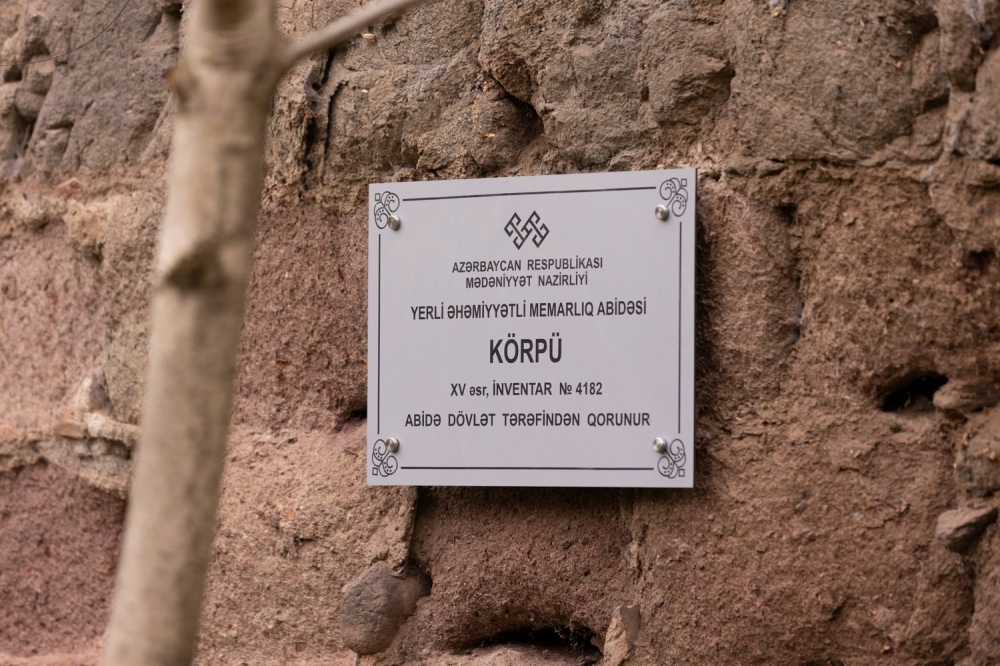 AZƏRBAYCAN RESPUBLİKASI
MƏDƏNİYYƏT NAZİRLİYİ
YERLİ ƏHƏMİYYƏTLİ MEMARLIQ ABİDƏSİ
KÖRPÜ
XV əsr, İNVENTAR № 4182
ABİDƏ DÖVLƏT TƏRƏFİNDƏN QORUNUR